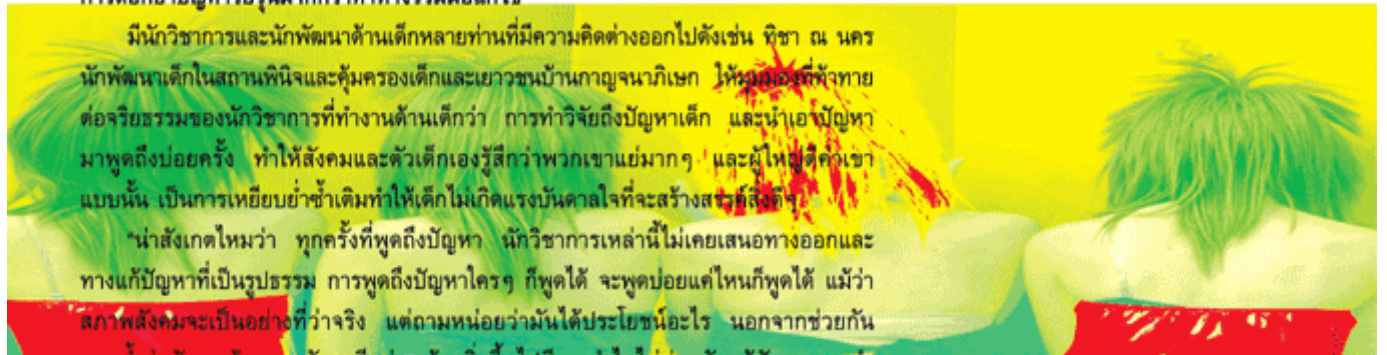 มีนักวิชาการและนักพัฒนาด้านเด็กหลายท่านที่มีความคิดต่างออกไปดังเช่น ทิชา ณ นคร
นักพัฒนาเด็กในสถานพินิจและคุ้มครองเด็กและเยาวชนบ้านกาญจนาภิเษก ให้มุมมองที่ท้าทาย
ต่อจริยธรรมของนักวิชาการที่ทำงานด้านเด็กว่า การทำวิจัยถึงปัญหาเด็ก และนำเอาปัญหา
มาพูดถึงบ่อยครั้ง ทำให้สังคมและตัวเด็กเองรู้สึกว่าพวกเขาแย่มากๆ และผู้ใหญ่ตีค่าเขา
แบบนั้น เป็นการเหยียบย่ำซ้ำเติมทำให้เด็กไม่เกิดแรงบันดาลใจที่จะสร้างสรรค์สิ่งดีๆ
"น่าสังเกตไหมว่า ทุกครั้งที่พูดถึงปัญหา นักวิชาการเหล่านี้ไม่เคยเสนอทางออกและ
ทางแก้ปัญหาที่เป็นรูปธรรม การพูดถึงปัญหาใครๆ ก็พูดได้ จะพูดบ่อยแค่ไหนก็พูดได้ แม้ว่า
สภาพสังคมจะเป็นอย่างที่ว่าจริง แต่ถามหน่อยว่ามันได้ประโยชน์อะไร นอกจากช่วยกัน